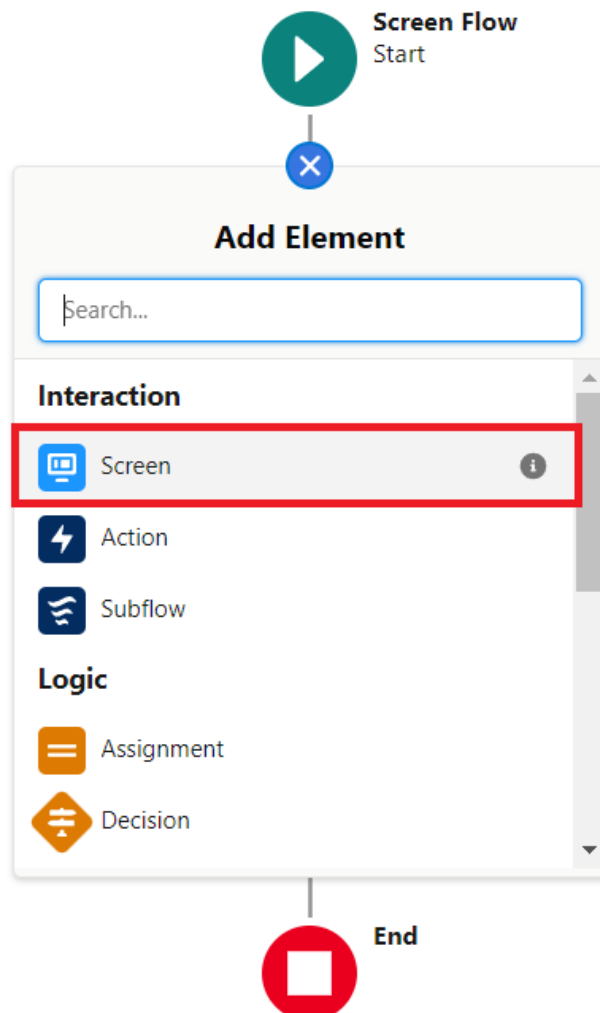 Screen Flow
Start
Add Element
Search...
Interaction
Screen
Action
Subflow
Logic
Assignment
Decision
End